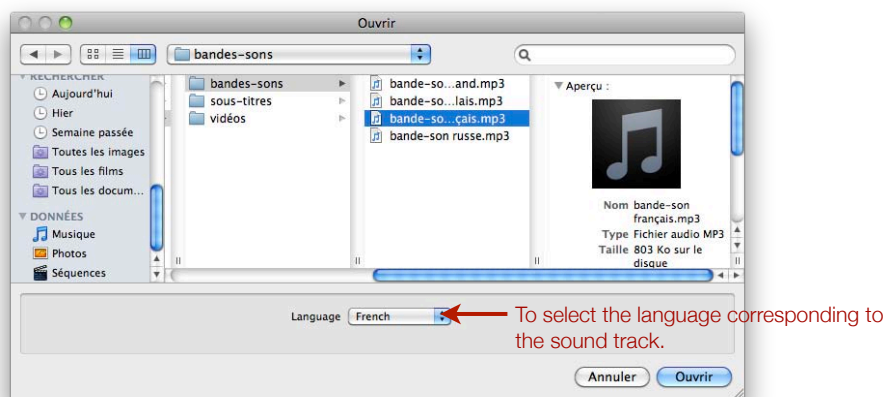 Ouvrir
bandes-sons
RECHERCHER
Aujourd'hui
Hier
Semaine passée
Toutes les images
Tous les films
Tous les docum...
DONNÉES
Musique
Photos
Séquences
bandes-sons
sous-titres
vidéos
bande-so...and.mp3
bande-so...lais.mp3
bande-so...çais.mp3
bande-son russe.mp3
Aperçu :
Nom bande-son
français.mp3
Type Fichier audio MP3
Taille 803 Ko sur le
disque
Language French
To select the language corresponding to
the sound track.
Annuler
Ouvrir